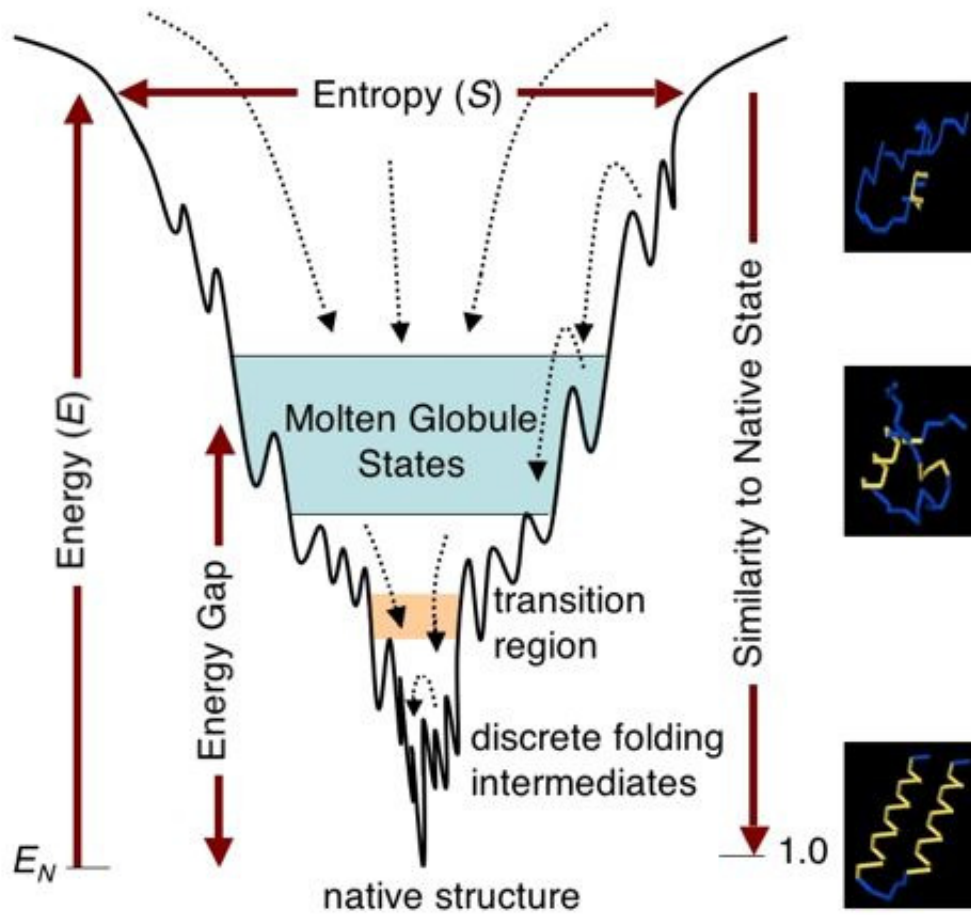 Entropy (S)
Energy (E)
Similarity to Native State
Molten Globule
States
Energy Gap
transition
region
discrete folding
intermediates
E_N
1.0
native structure